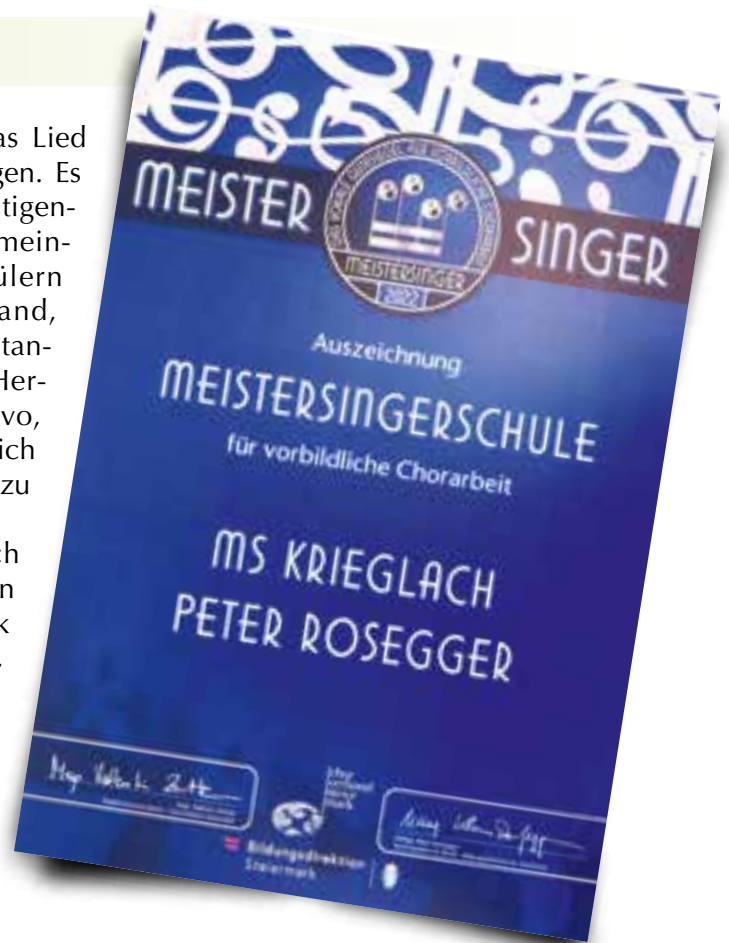 as Lied
gen. Es
tigen-
mein-
ülern
and,
tan-
Her-
vo,
ich
zu
ch
n
k
MEISTER SINGER
MEISTERSINGER
2022
Auszeichnung
MEISTERSINGERSCHULE
für vorbildliche Chorarbeit
MS KRIEGLACH
PETER ROSEGGER
Bildungsdirektion
Steiermark